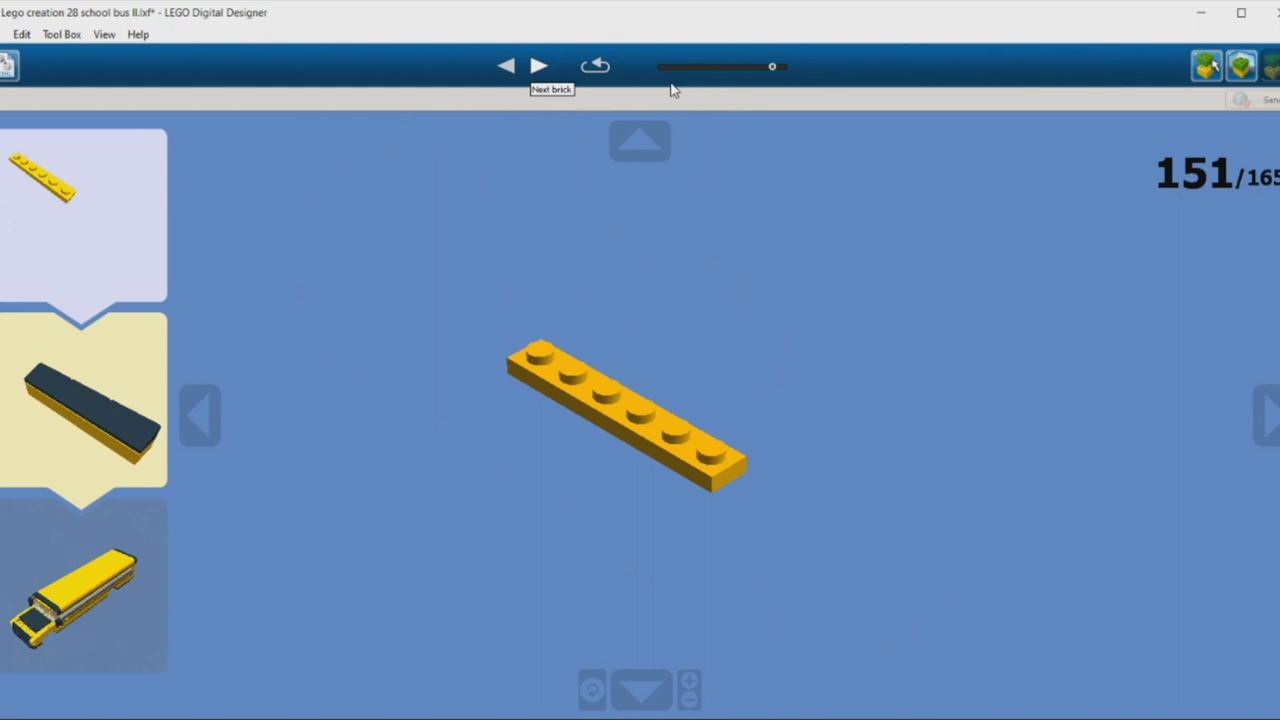 Lego creation 28 school bus II.lxf* - LEGO Digital Designer
Edit Tool Box View Help
Next brick
151/165